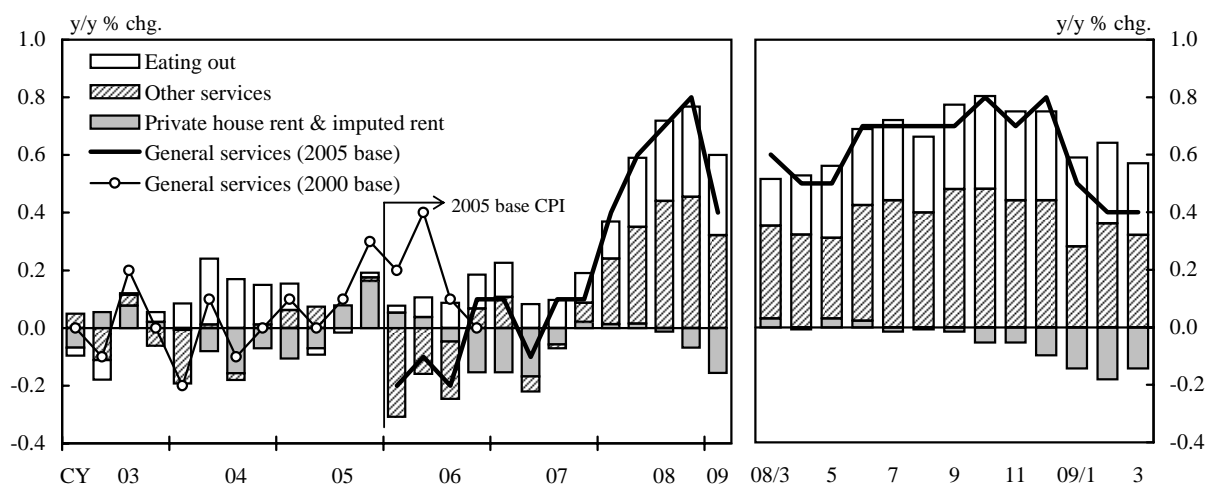 y/y % chg.
y/y % chg.
1.0
0.8
0.6
0.4
0.2
0.0
-0.2
-0.4
Eating out
Other services
Private house rent & imputed rent
General services (2005 base)
General services (2000 base)
2005 base CPI
CY 03 04 05 06 07 08 09
1.0
0.8
0.6
0.4
0.2
0.0
-0.2
-0.4
08/3 5 7 9 11 09/1 3